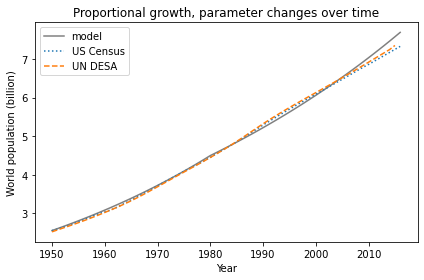 Proportional growth, parameter changes over time
model
US Census
UN DESA
7
6
5
4
3
World population (billion)
1950 1960 1970 1980 1990 2000 2010
Year